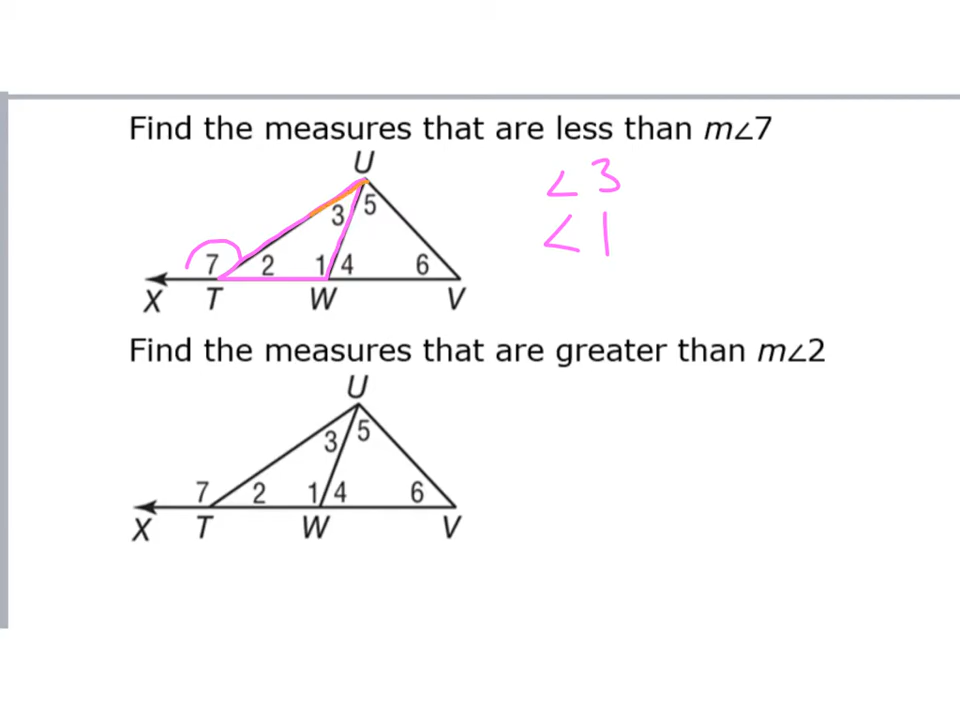 Find the measures that are less than m∠7
U
∠3
3 5
∠1
7 2 1 4 6
X T W V
Find the measures that are greater than m∠2
U
3 5
7 2 1 4 6
X T W V